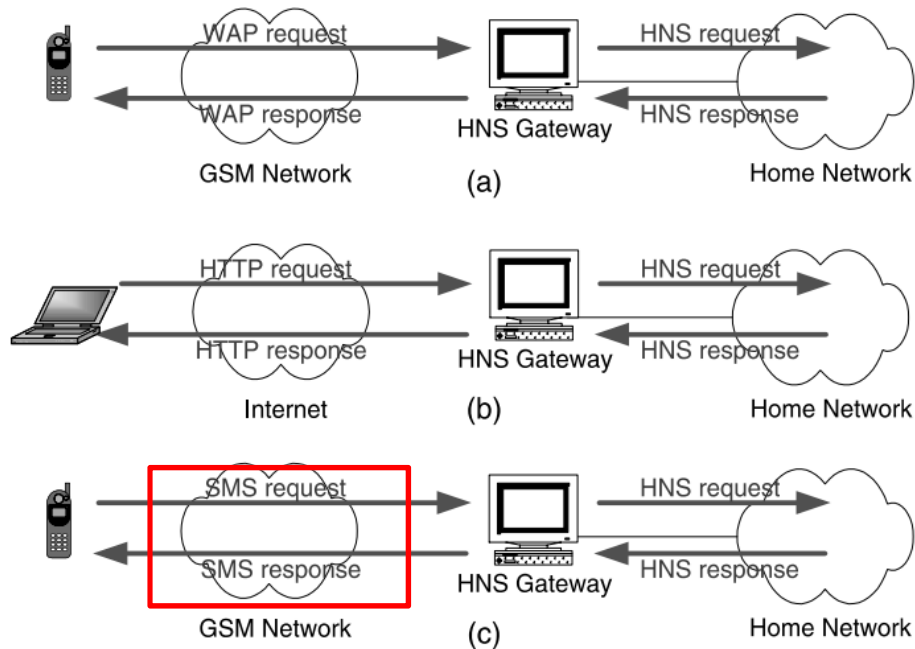 WAP request
HNS request
WAP response
HNS response
HNS Gateway
GSM Network
(a)
Home Network
HTTP request
HNS request
HTTP response
HNS response
HNS Gateway
Internet
(b)
Home Network
SMS request
HNS request
SMS response
HNS response
HNS Gateway
GSM Network
(c)
Home Network